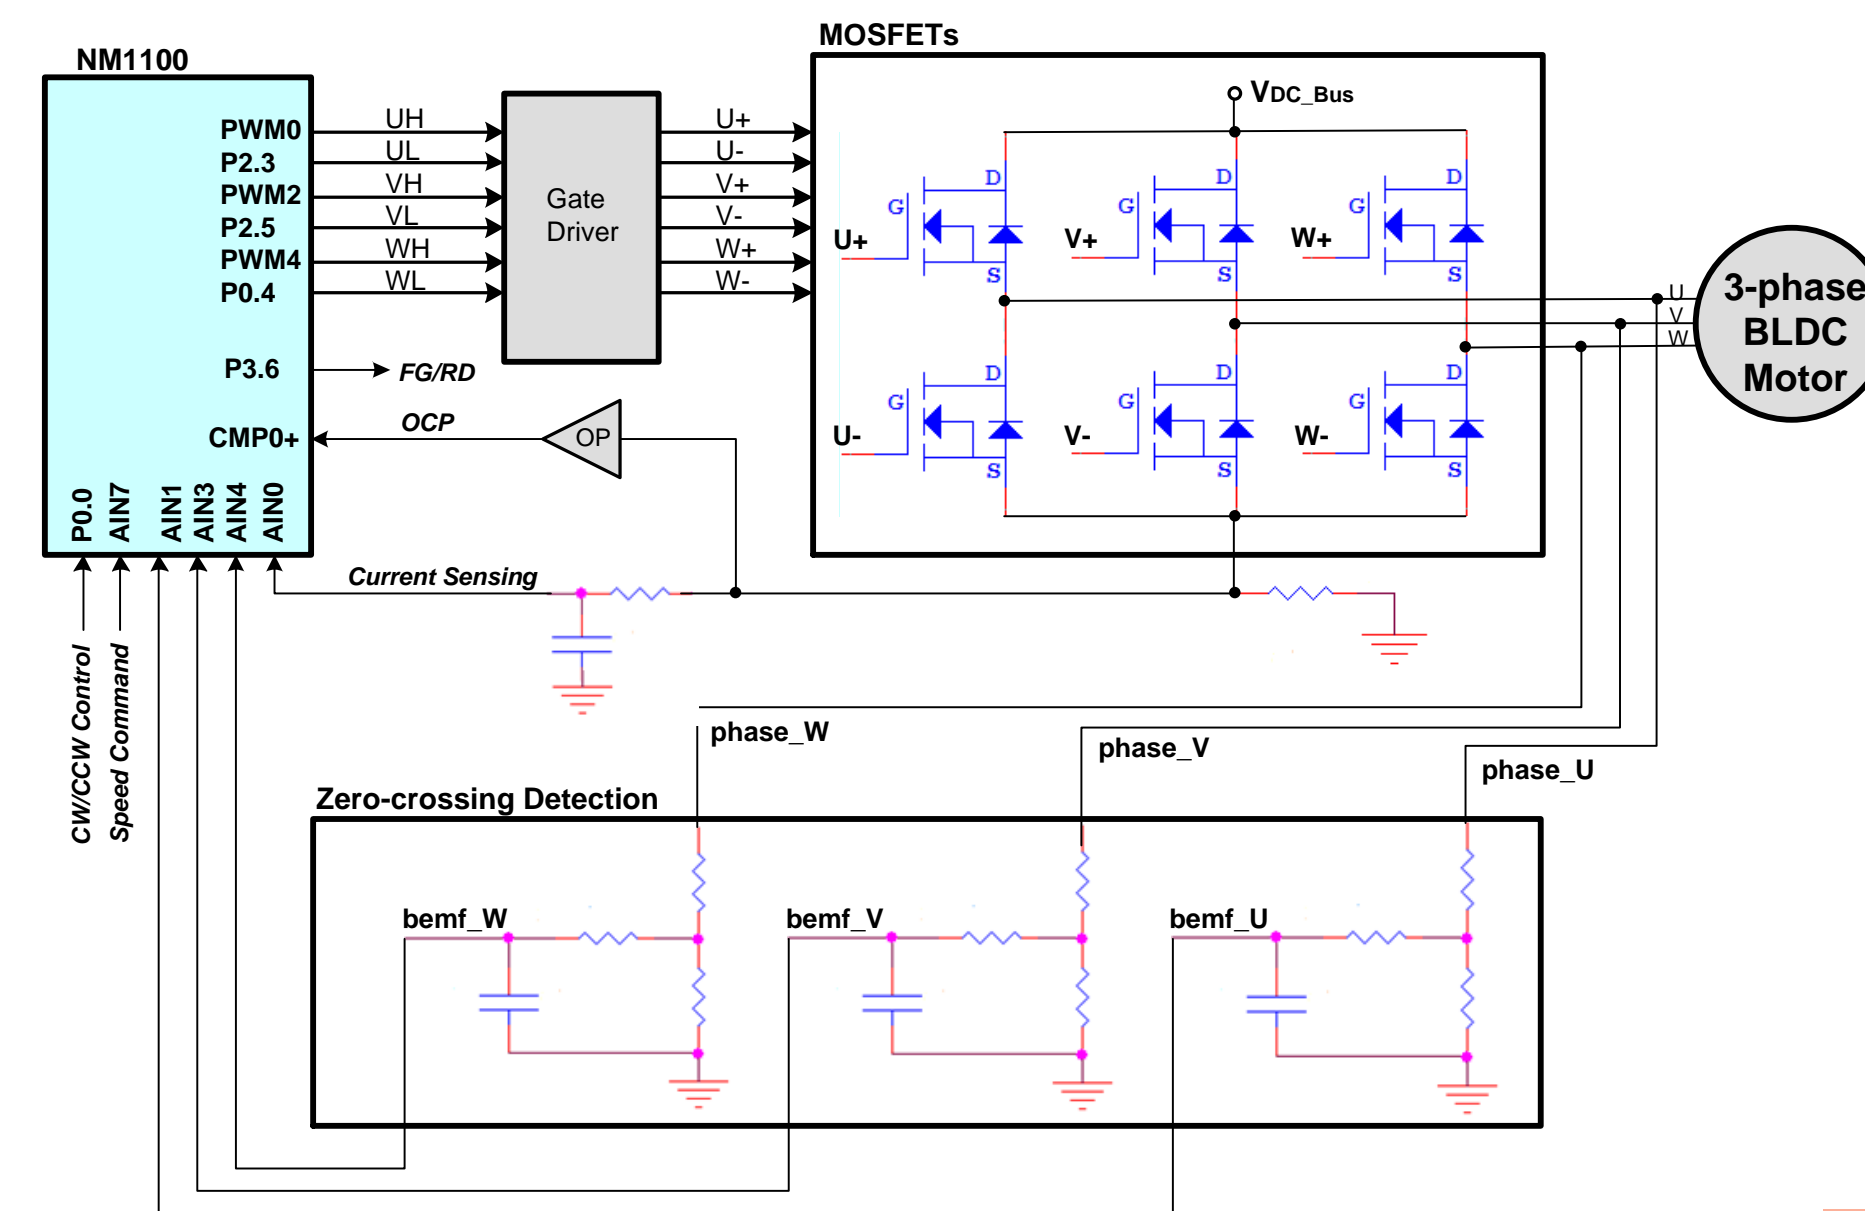 MOSFETs
NM1100
VDC_Bus
PWM0
UH
U+
P2.3
UL
U-
PWM2
VH
V+
P2.5
VL
V-
PWM4
WH
W+
P0.4
WL
W-
Gate
Driver
D
G
S
U+
D
G
S
V+
D
G
S
W+
U
V
W
3-phase
BLDC
Motor
P3.6
FG/RD
CMP0+
OCP
OP
D
G
S
U-
D
G
S
V-
D
G
S
W-
P0.0
AIN7
AIN1
AIN3
AIN4
AIN0
Current Sensing
CW/CCW Control
Speed Command
phase_W
phase_V
phase_U
Zero-crossing Detection
bemf_W
bemf_V
bemf_U